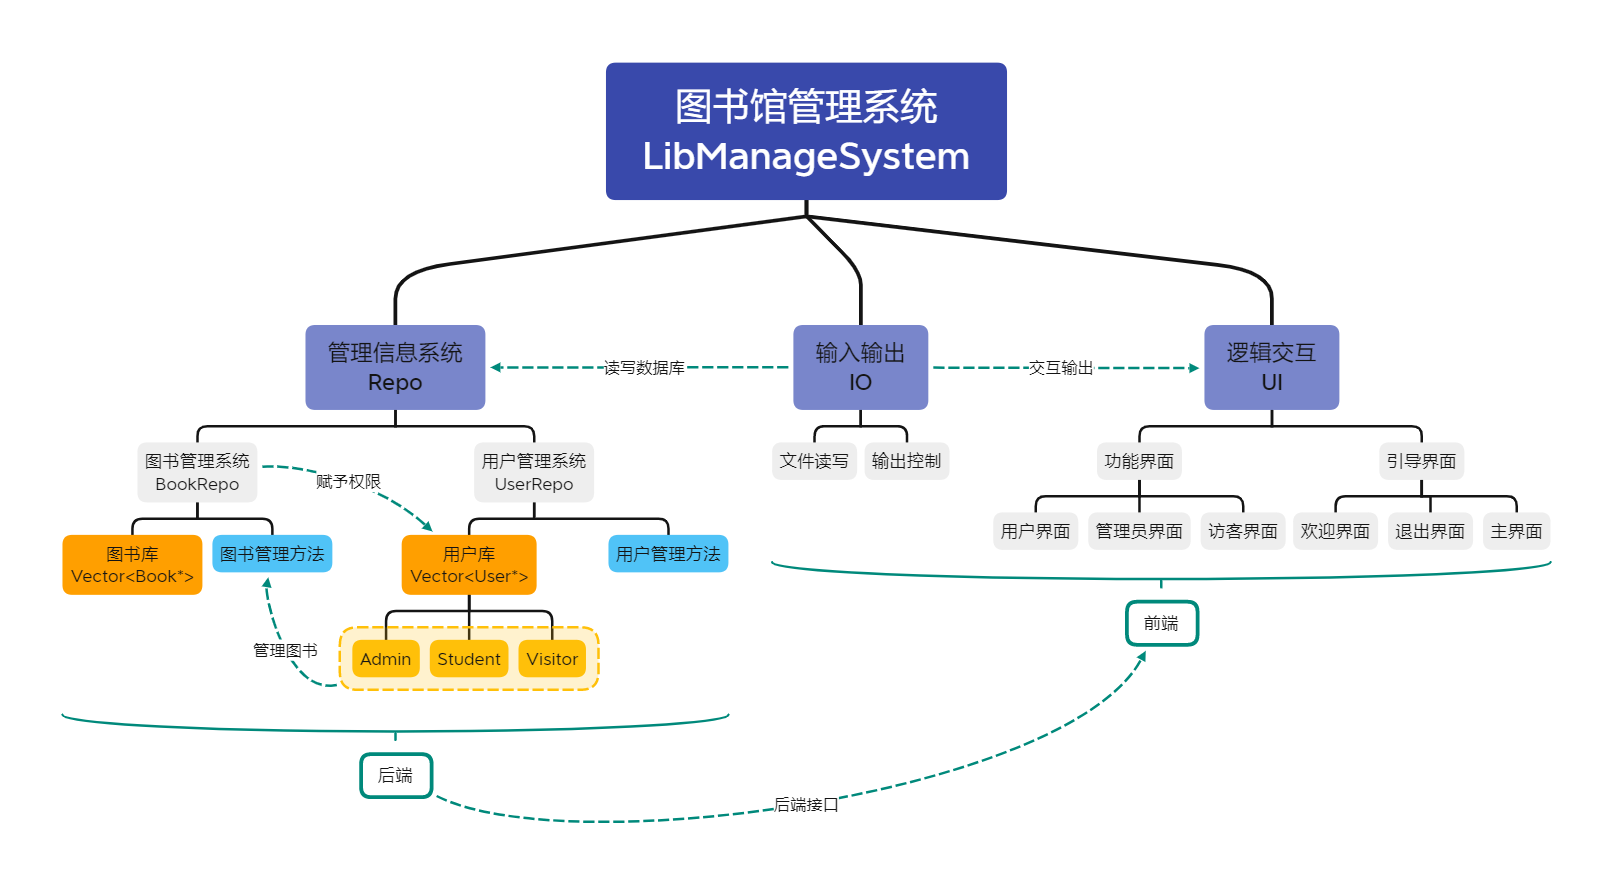 图书馆管理系统
LibManageSystem
管理信息系统
Repo
读写数据库
输入输出
IO
交互输出
逻辑交互
UI
图书管理系统
BookRepo
赋予权限
用户管理系统
UserRepo
文件读写
输出控制
功能界面
引导界面
用户界面
管理员界面
访客界面
欢迎界面
退出界面
主界面
图书库
Vector<Book*>
图书管理方法
用户库
Vector<User*>
用户管理方法
管理图书
Admin
Student
Visitor
前端
后端
后端接口